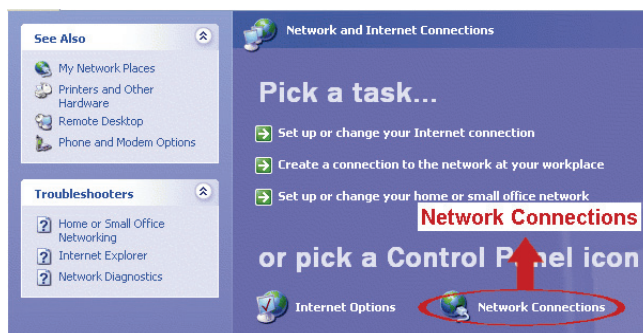 See Also
My Network Places
Printers and Other
Hardware
Remote Desktop
Phone and Modem Options
Troubleshooters
Home or Small Office
Networking
Internet Explorer
Network Diagnostics
Network and Internet Connections
Pick a task...
Set up or change your Internet connection
Create a connection to the network at your workplace
Set up or change your home or small office network
Network Connections
or pick a Control Panel icon
Internet Options
Network Connections